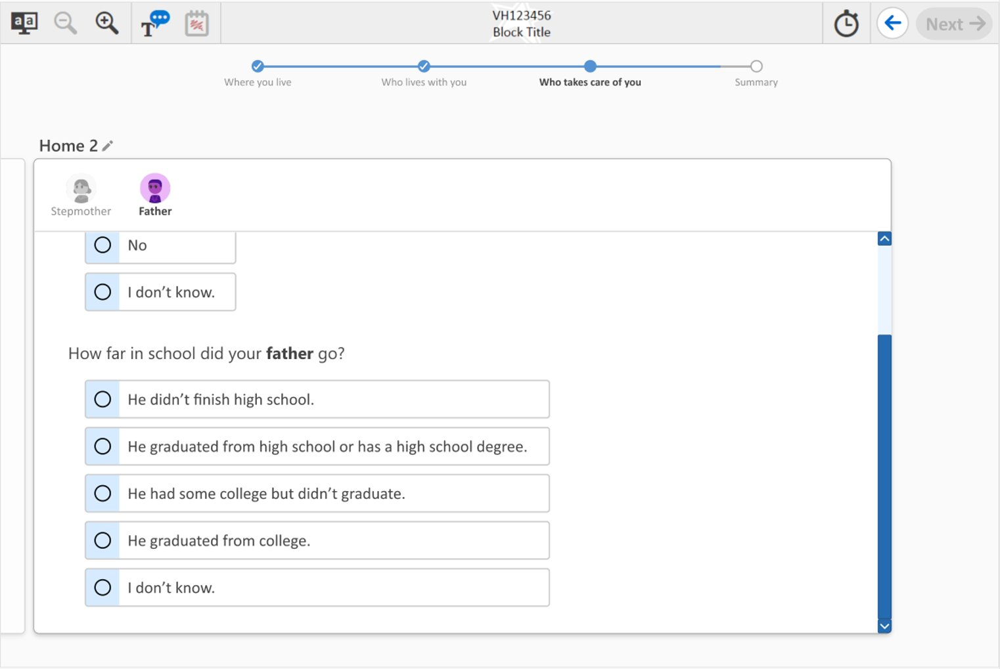 aa
T
VH123456
Block Title
Next
Where you live
Who lives with you
Who takes care of you
Summary
Home 2
Stepmother
Father
No
I don’t know.
How far in school did your father go?
He didn’t finish high school.
He graduated from high school or has a high school degree.
He had some college but didn’t graduate.
He graduated from college.
I don’t know.